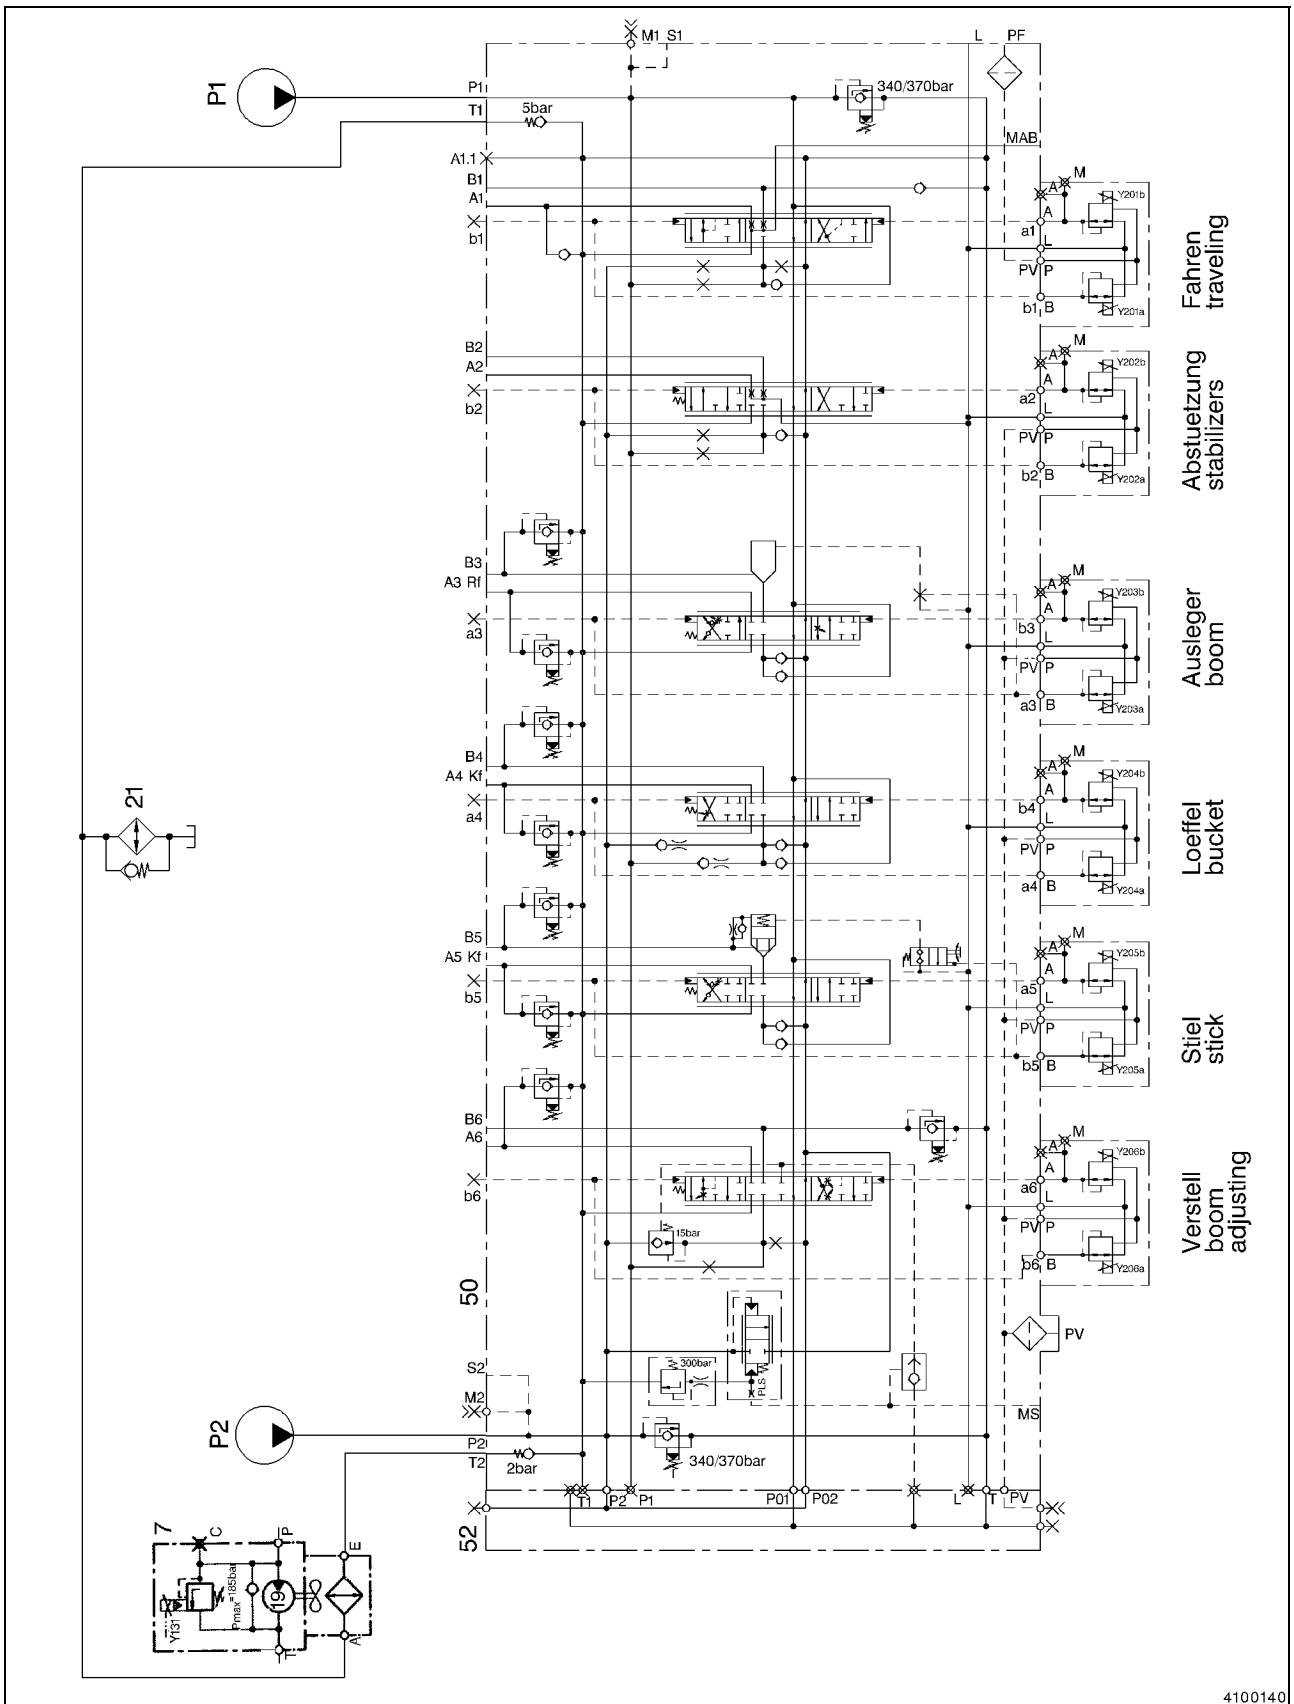 M1 S1
L PF
P1
P1
340/370bar
T1
5bar
MAB
A1.1
B1
A1
b1
A M
Y201b
A
a1
L
PV P
b1 B
Y201a
Fahren
traveling
B2
A2
b2
A M
Y202b
A
a2
L
PV P
b2 B
Y202a
Abstuetzung
stabilizers
B3
A3 Rf
a3
A M
Y203b
A
b3
L
PV P
a3 B
Y203a
Ausleger
boom
B4
A4 Kf
a4
A M
Y204b
A
b4
L
PV P
a4 B
Y204a
Loeffel
bucket
21
B5
A5 Kf
b5
A M
Y205b
A
a5
L
PV P
b5 B
Y205a
Stiel
stick
B6
A6
b6
A M
Y206b
A
a6
L
PV P
b6 B
Y206a
Verstell
boom
adjusting
15bar
50
PV
S2
300bar
PLS
M2
MS
P2
P2
T2
2bar
340/370bar
T1 P2 P1 P01 P02 L T PV
52
7
C
P
E
Y131
Pmax=185bar
19
T
A
4100140